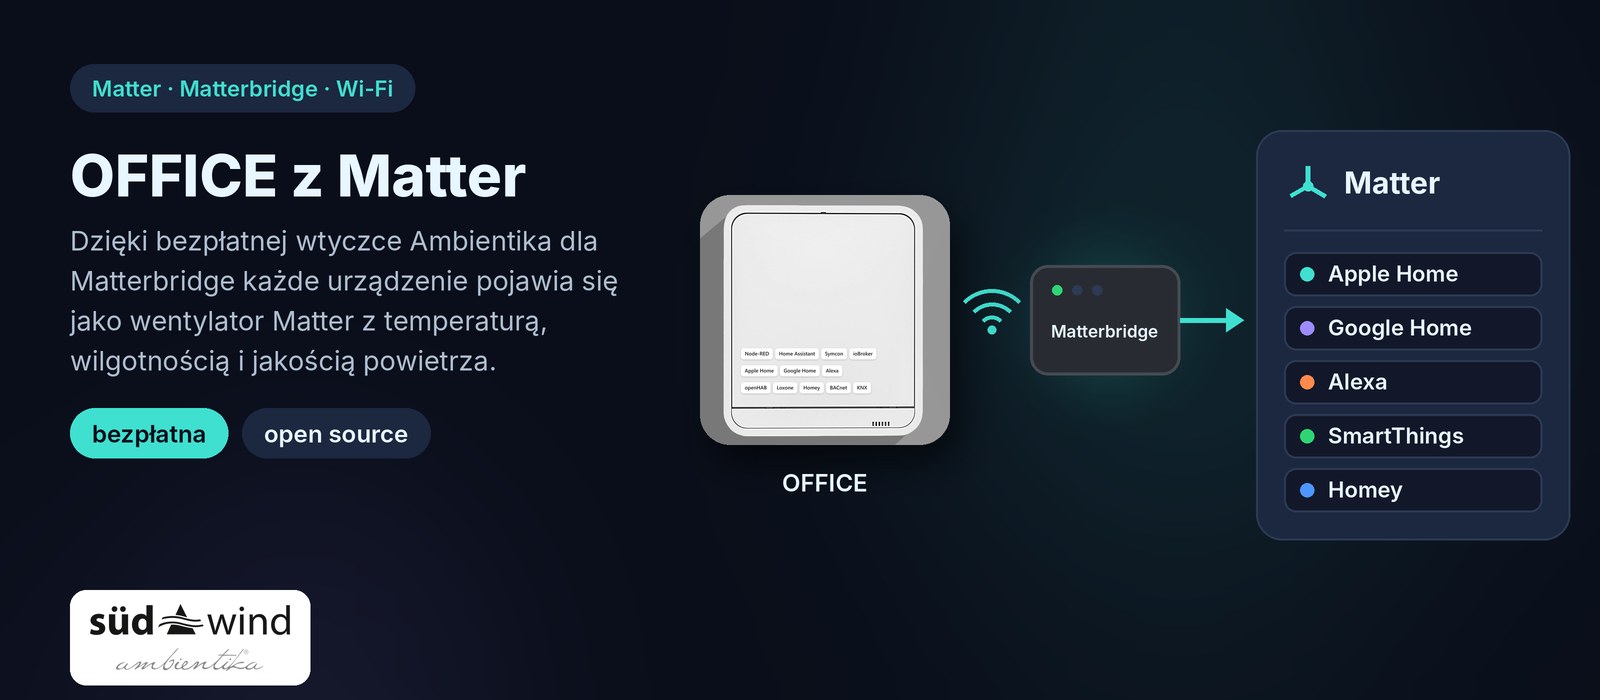 Matter · Matterbridge · Wi-Fi
OFFICE z Matter
Dzięki bezpłatnej wtyczce Ambientika dla
Matterbridge każde urządzenie pojawia się
jako wentylator Matter z temperaturą,
wilgotnością i jakością powietrza.
bezpłatna open source
Node-RED Home Assistant Symcon ioBroker
Apple Home Google Home Alexa
openHAB Loxone Homey BACnet KNX
OFFICE
Matterbridge
Matter
Apple Home
Google Home
Alexa
SmartThings
Homey
süd wind
ambientika®